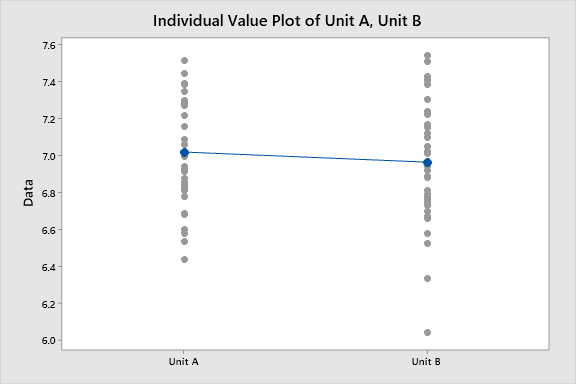 Individual Value Plot of Unit A, Unit B
7.6
7.4
7.2
7.0
6.8
6.6
6.4
6.2
6.0
Data
Unit A
Unit B